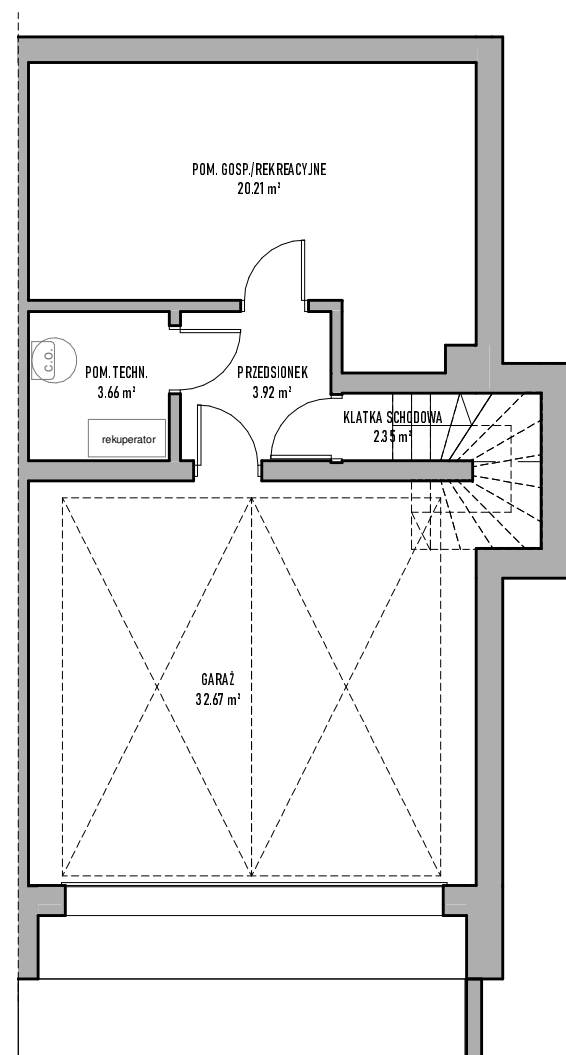 POM. GOSP./REKREACYJNE
20.21 m²
C.O.
POM. TECHN.
3.66 m²
PRZEDSIONEK
3.92 m²
KLATKA SCHODOWA
2.35 m²
rekuperator
GARAŻ
32.67 m²